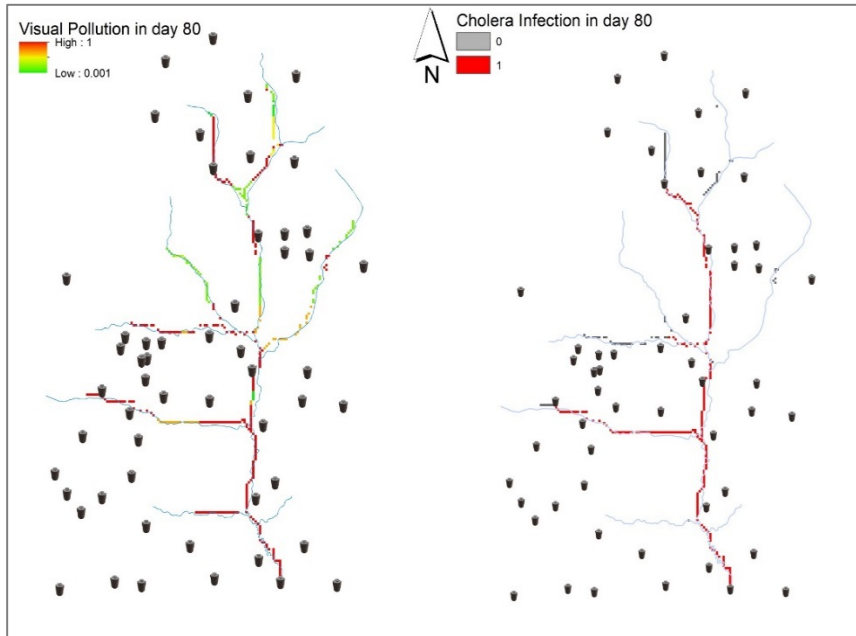 Visual Pollution in day 80
High : 1
Low : 0.001
N
Cholera Infection in day 80
0
1